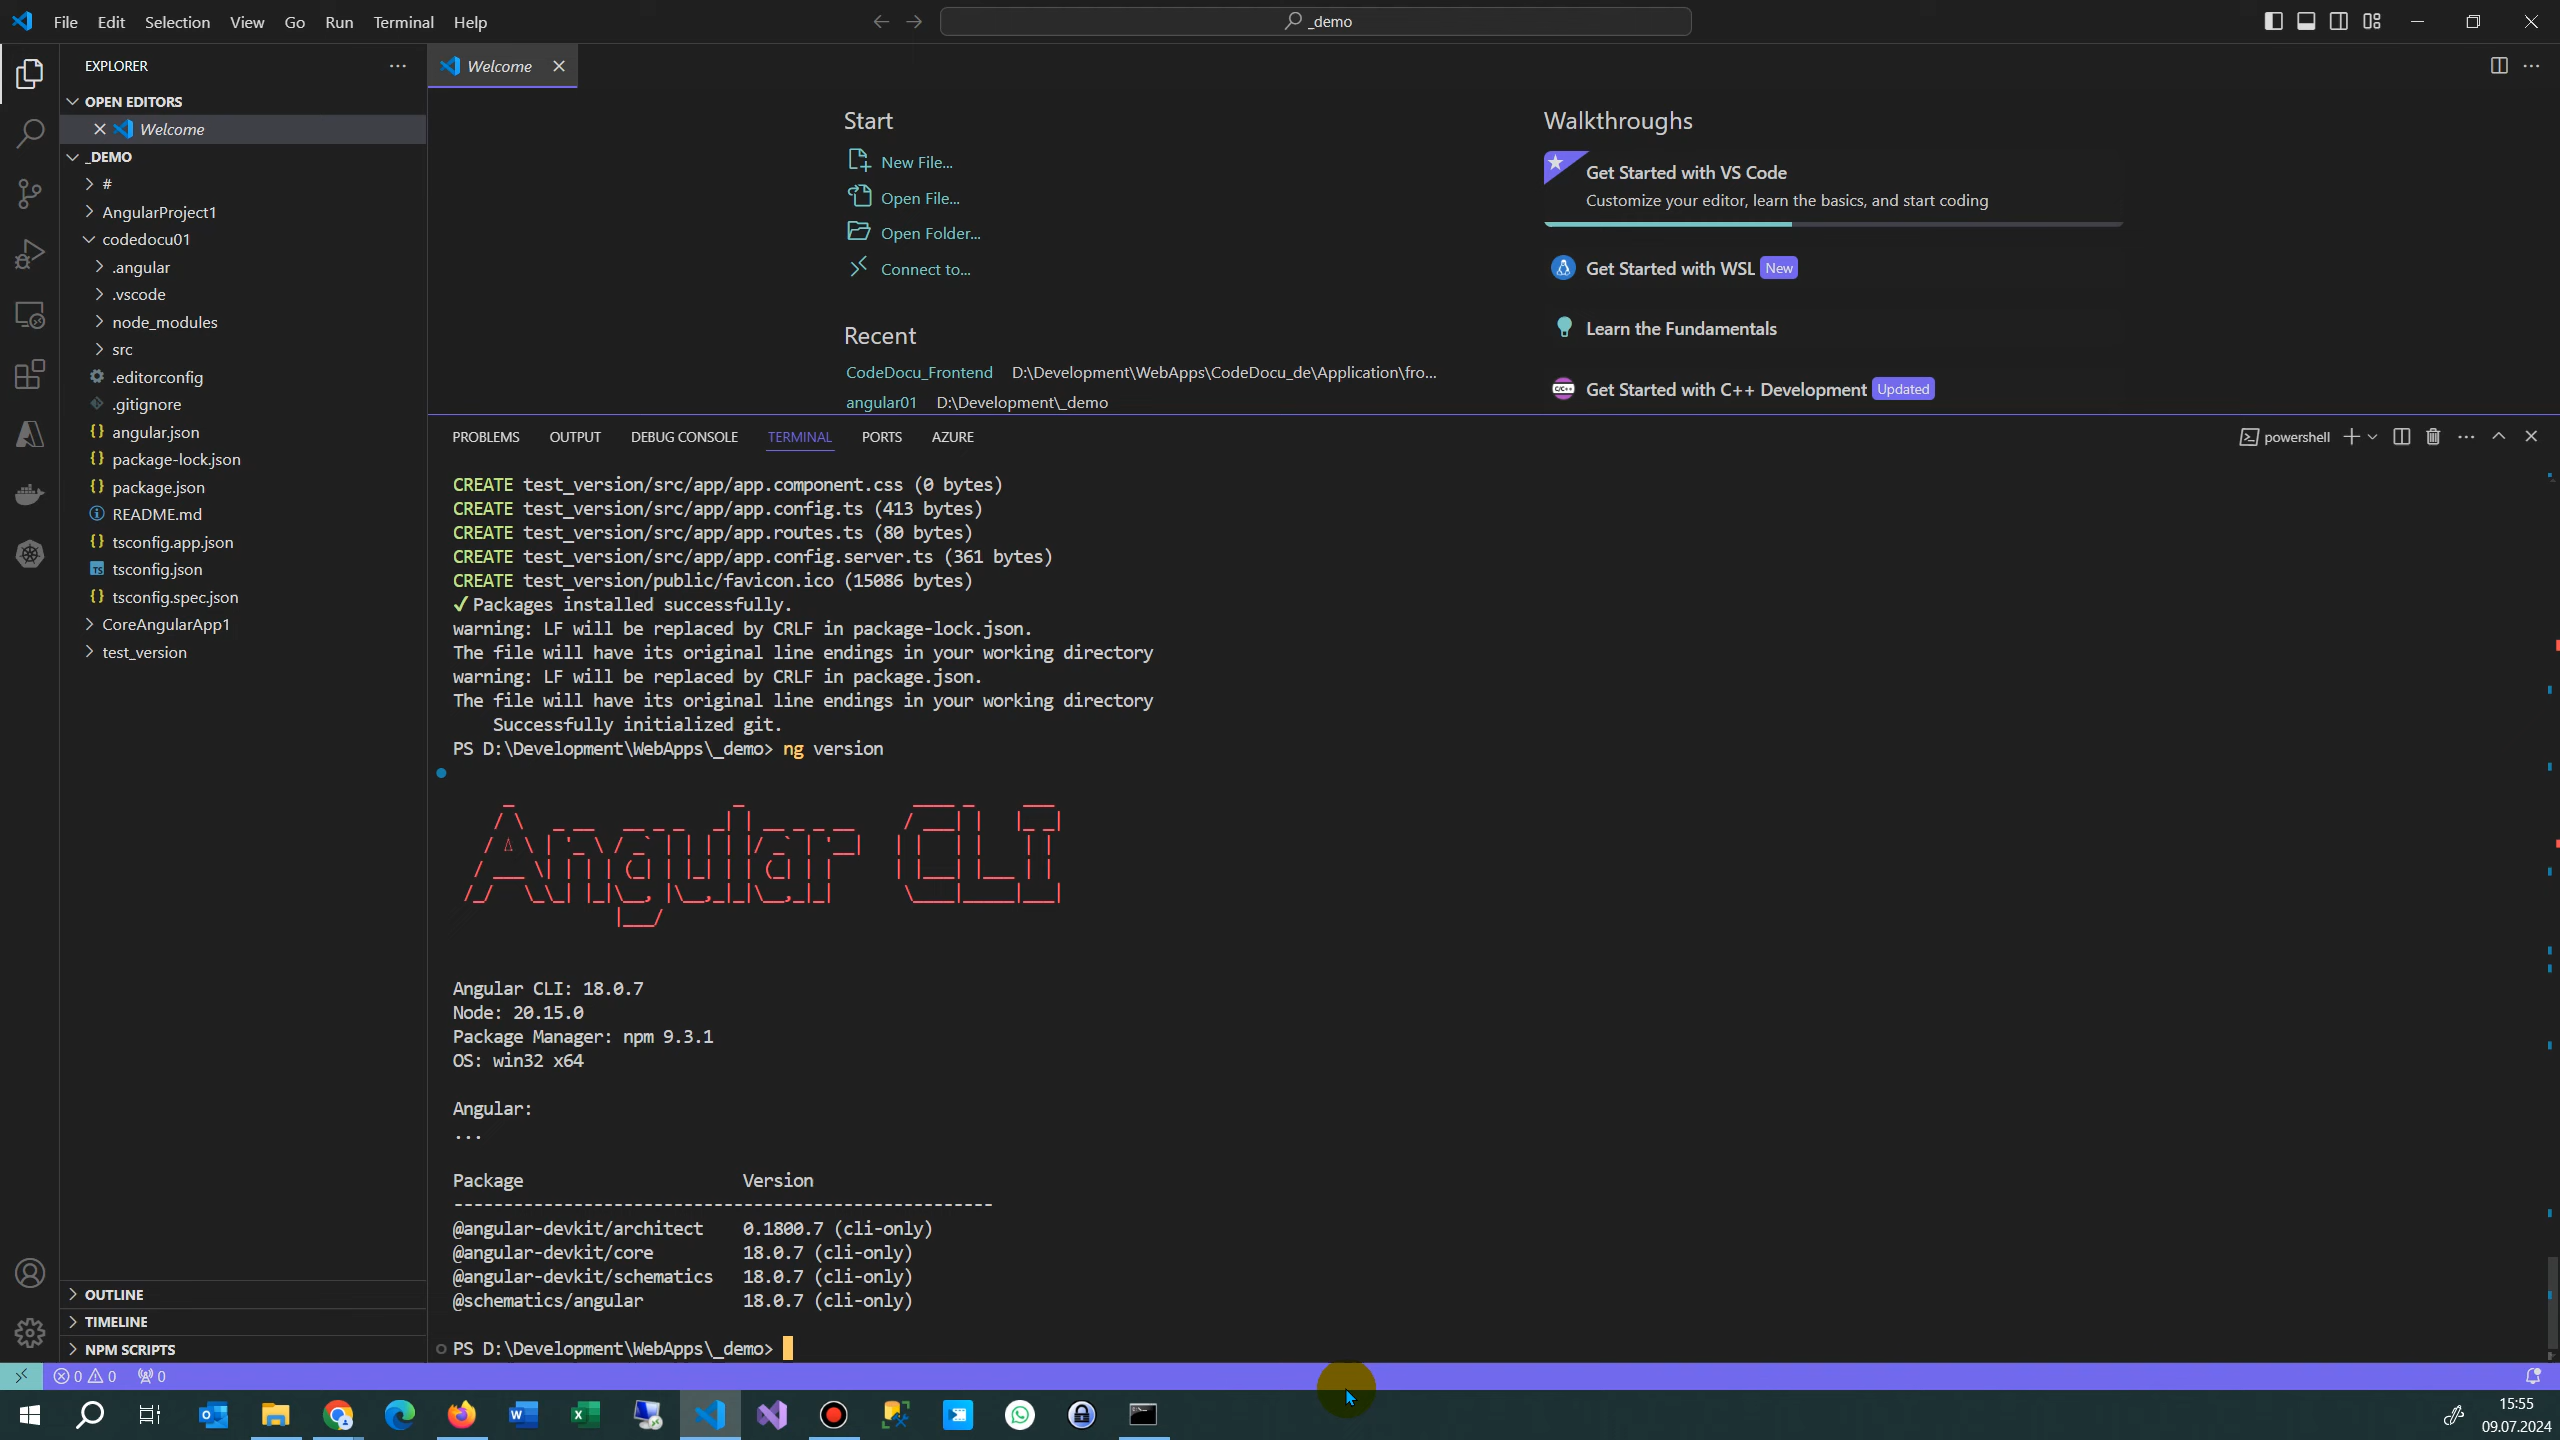 File Edit Selection View Go Run Terminal Help
_demo
EXPLORER
OPEN EDITORS
Welcome
_DEMO
#
AngularProject1
codedocu01
.angular
.vscode
node_modules
src
.editorconfig
.gitignore
angular.json
package-lock.json
package.json
README.md
tsconfig.app.json
tsconfig.json
tsconfig.spec.json
CoreAngularApp1
test_version
OUTLINE
TIMELINE
NPM SCRIPTS
Welcome
Start
New File...
Open File...
Open Folder...
Connect to...
Recent
CodeDocu_Frontend D:\Development\WebApps\CodeDocu_de\Application\fro...
angular01 D:\Development\_demo
Walkthroughs
Get Started with VS Code
Customize your editor, learn the basics, and start coding
Get Started with WSL New
Learn the Fundamentals
Get Started with C++ Development Updated
PROBLEMS OUTPUT DEBUG CONSOLE TERMINAL PORTS AZURE
powershell
CREATE test_version/src/app/app.component.css (0 bytes)
CREATE test_version/src/app/app.config.ts (413 bytes)
CREATE test_version/src/app/app.routes.ts (80 bytes)
CREATE test_version/src/app/app.config.server.ts (361 bytes)
CREATE test_version/public/favicon.ico (15086 bytes)
✓ Packages installed successfully.
warning: LF will be replaced by CRLF in package-lock.json.
The file will have its original line endings in your working directory
warning: LF will be replaced by CRLF in package.json.
The file will have its original line endings in your working directory
Successfully initialized git.
PS D:\Development\WebApps\_demo> ng version
Angular CLI
Angular CLI: 18.0.7
Node: 20.15.0
Package Manager: npm 9.3.1
OS: win32 x64
Angular:
...
Package Version
------------------------------------------------------
@angular-devkit/architect 0.1800.7 (cli-only)
@angular-devkit/core 18.0.7 (cli-only)
@angular-devkit/schematics 18.0.7 (cli-only)
@schematics/angular 18.0.7 (cli-only)
PS D:\Development\WebApps\_demo>
0 0 0
15:55
09.07.2024